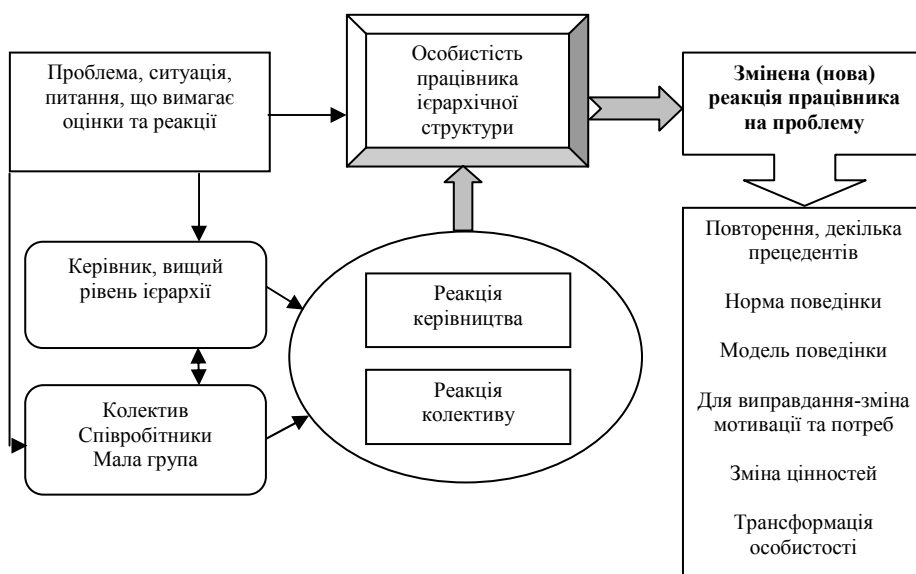 Проблема, ситуація,
питання, що вимагає
оцінки та реакції
Особистість
працівника
ієрархічної
структури
Змінена (нова)
реакція працівника
на проблему
Керівник, вищий
рівень ієрархії
Колектив
Співробітники
Мала група
Реакція
керівництва
Реакція
колективу
Повторення, декілька
прецедентів
Норма поведінки
Модель поведінки
Для виправдання-зміна
мотивації та потреб
Зміна цінностей
Трансформація
особистості